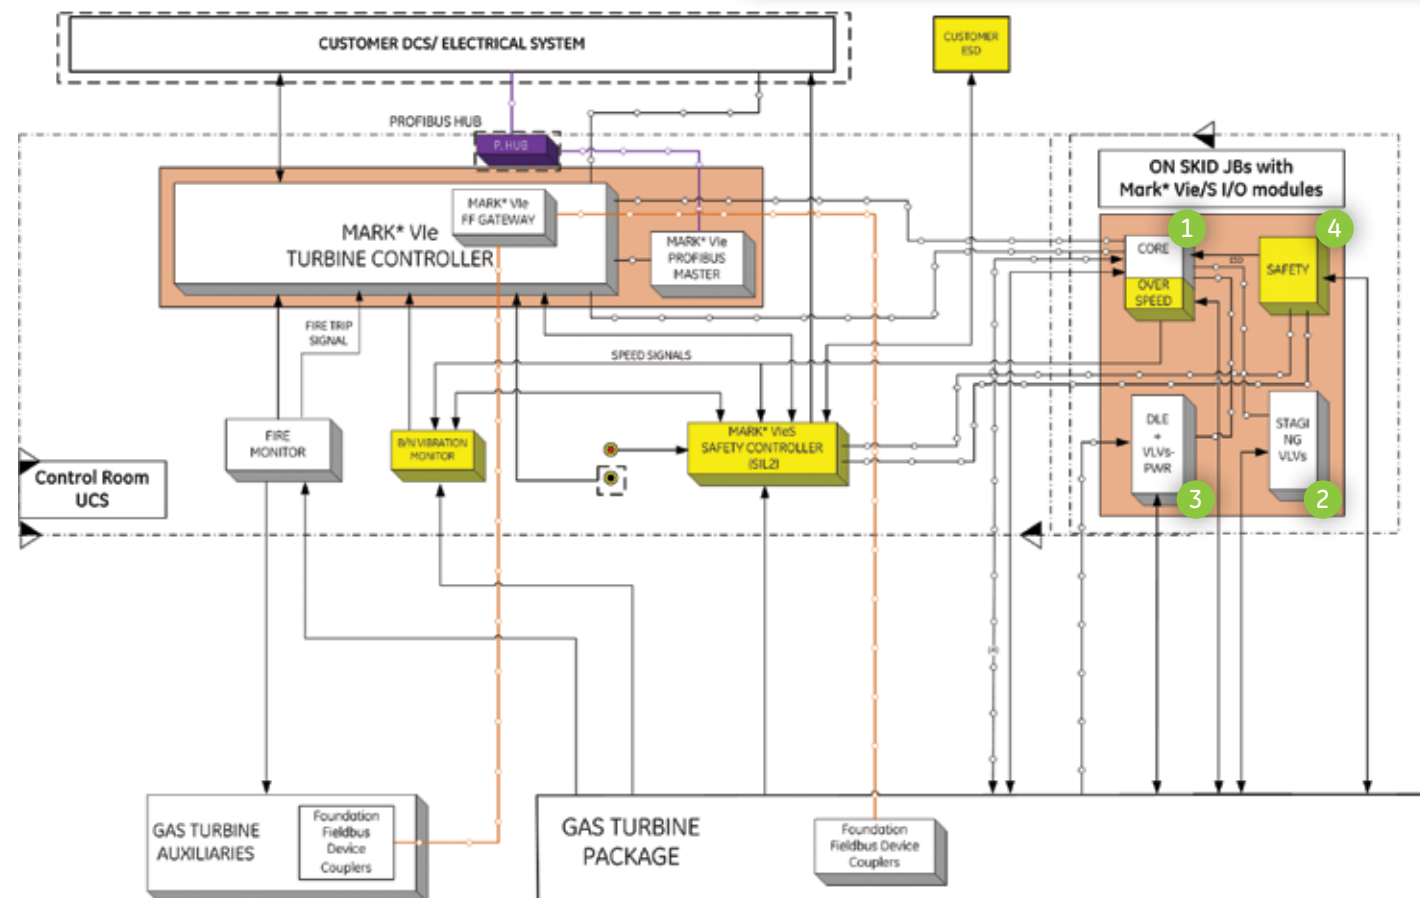 CUSTOMER DCS/ ELECTRICAL SYSTEM
CUSTOMER
ESD
PROFIBUS HUB
P. HUB
ON SKID JBs with
Mark* Vie/S I/O modules
MARK* VIe
FF GATEWAY
MARK* VIe
TURBINE CONTROLLER
MARK* VIe
PROFIBUS
MASTER
1
CORE
OVER
SPEED
ESD
4
SAFETY
FIRE TRIP
SIGNAL
SPEED SIGNALS
FIRE
MONITOR
B/N VIBRATION
MONITOR
MARK* VIeS
SAFETY CONTROLLER
(SIL2)
DLE
+
VLVs-
PWR
3
STAGI
NG
VLVs
2
Control Room
UCS
GAS TURBINE
AUXILIARIES
Foundation
Fieldbus
Device
Couplers
GAS TURBINE
PACKAGE
Foundation
Fieldbus Device
Couplers